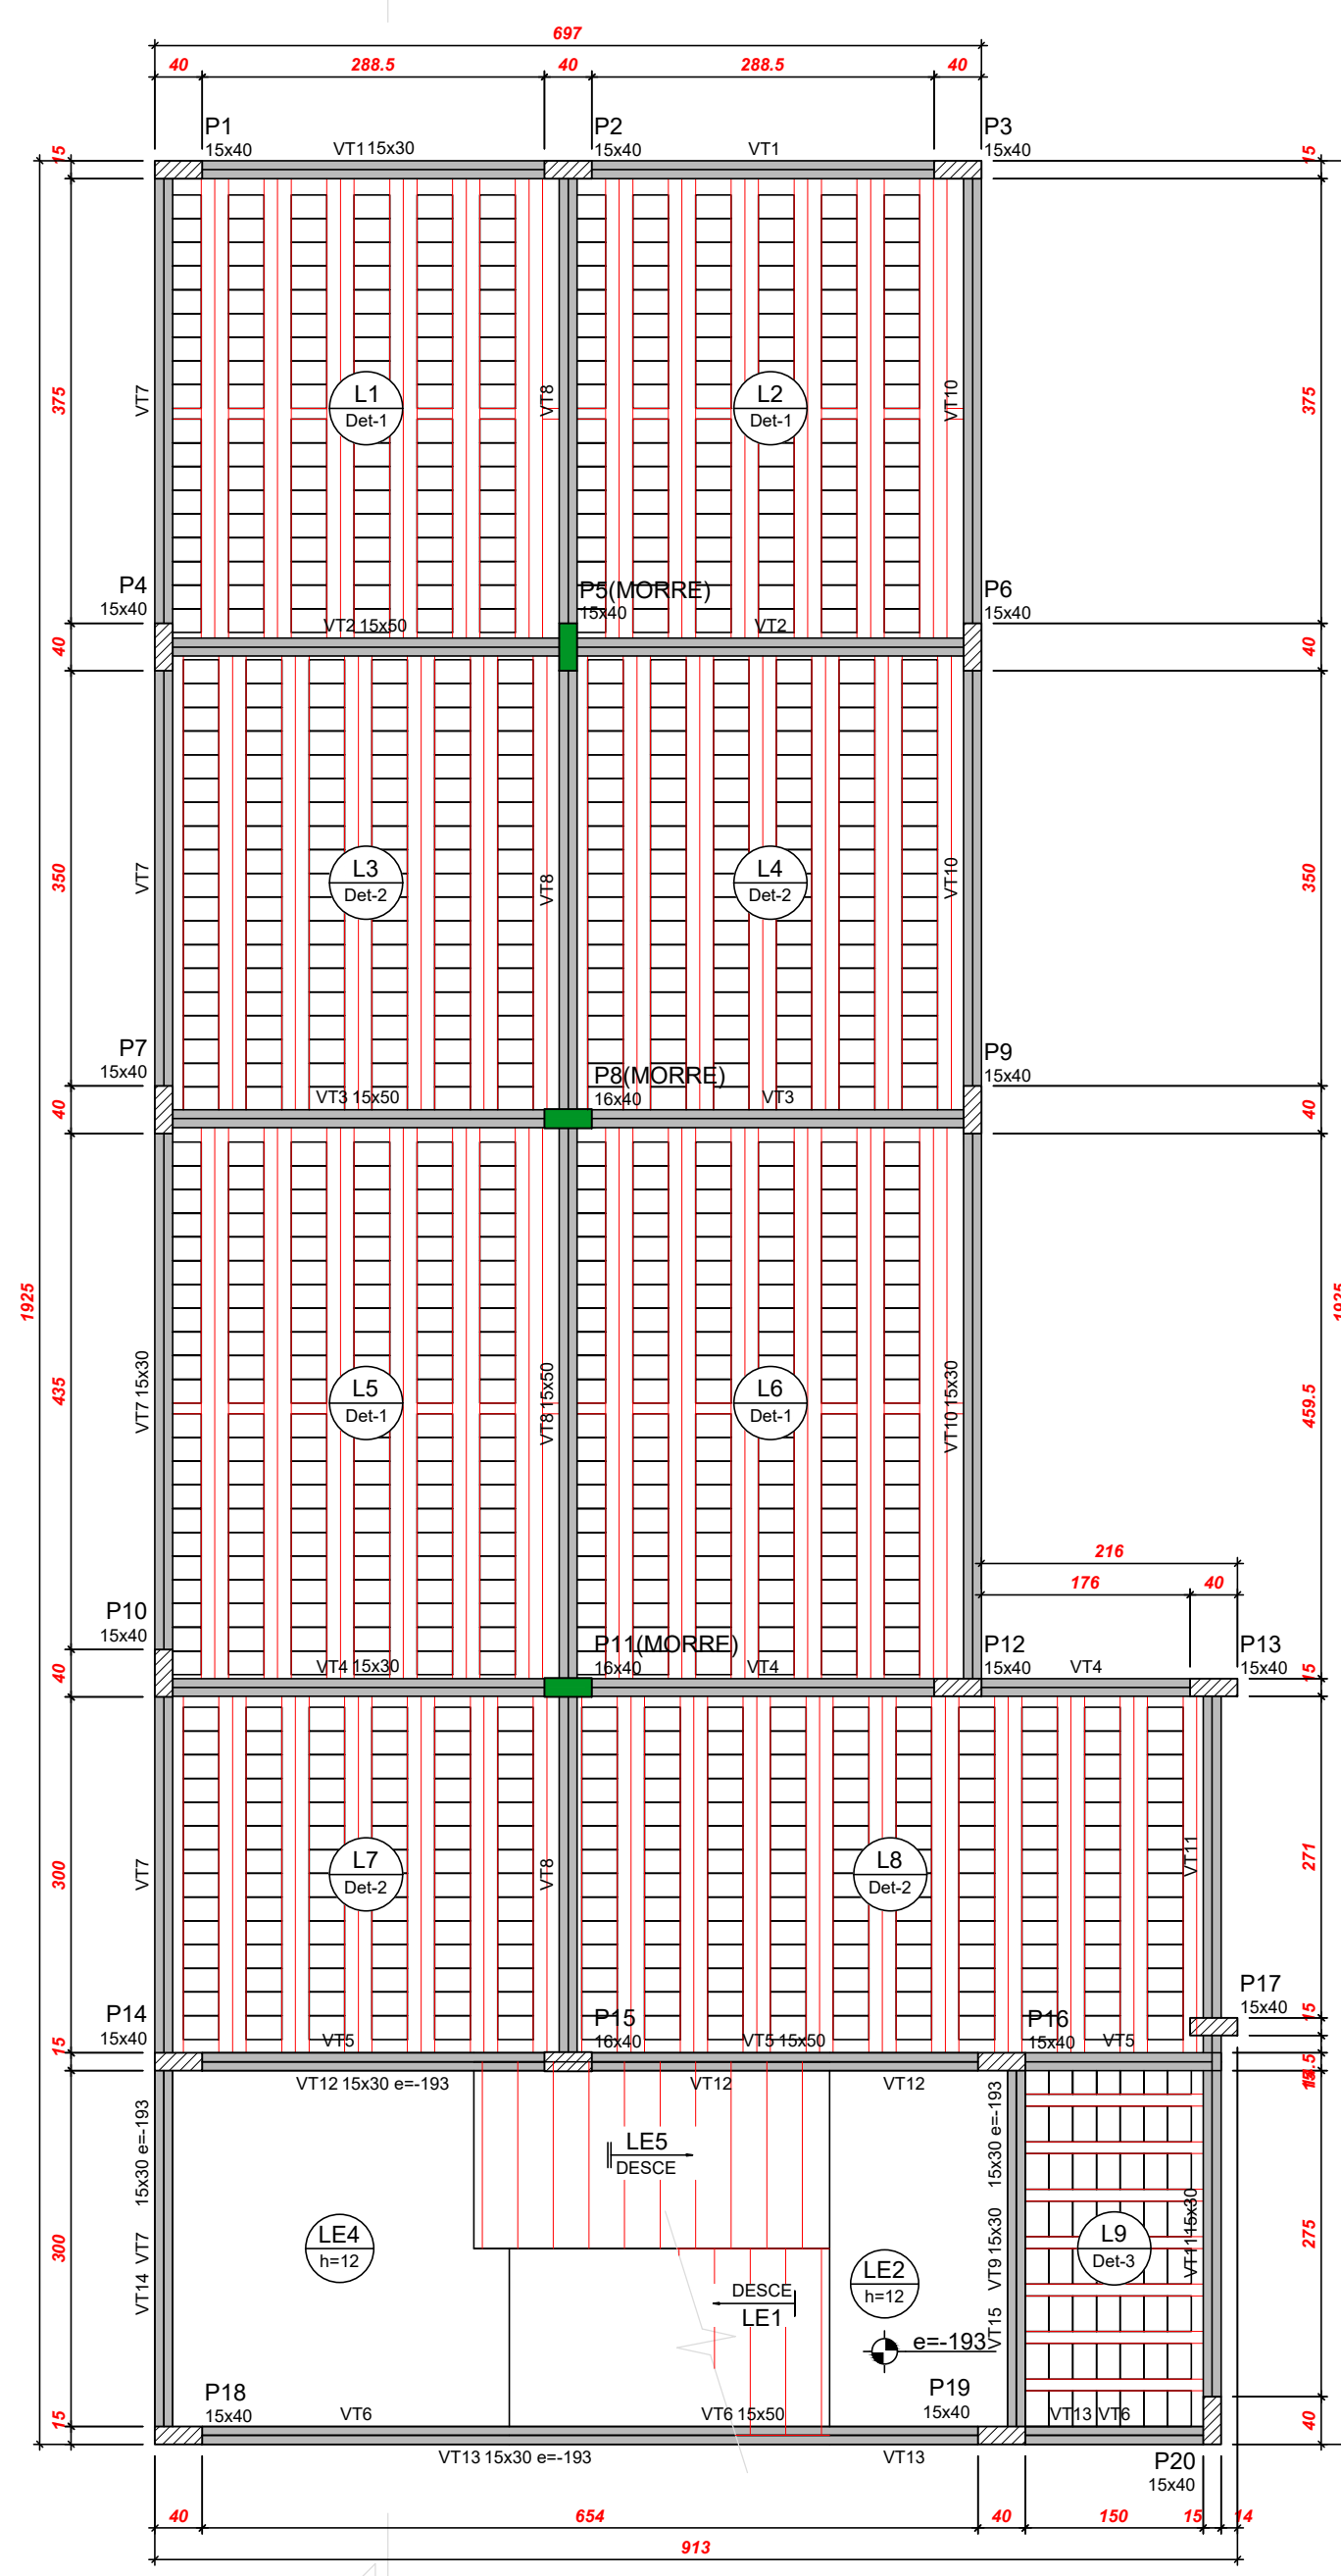 697
40 288.5 40 288.5 40
P1 P2 P3
15x40 VT1 15x30 15x40 VT1 15x40
15 15
375 VT7 L1 VT8 L2 VT10 375
Det-1 Det-1
P4 P5(MORRE) P6
15x40 15x40 15x40
VT2 15x50 VT2
40 40
350 VT7 L3 VT8 L4 VT10 350
Det-2 Det-2
P7 P8(MORRE) P9
15x40 16x40 15x40
VT3 15x50 VT3
40 40
1925 1925
435 VT7 15x30 L5 VT8 15x50 L6 VT10 15x30 459.5
Det-1 Det-1
216
176 40
P10 P11(MORRE) P12 P13
15x40 16x40 15x40 15x40
VT4 15x30 VT4 VT4
40 15
300 VT7 L7 VT8 L8 VT11 271
Det-2 Det-2
P17
15x40
15
P14 P15 P16
15x40 16x40 15x40
VT5 VT5 15x50 VT5
15
VT12 15x30 e=-193 VT12 VT12
15x30 e=-193 15x30 e=-193
LE5
DESCE
LE4
h=12
LE2
h=12
DESCE
LE1
e=-193
300 VT14 VT7 VT9 15x30 VT15 L9 VT11 15x30 275
Det-3
P18 P19
15x40 15x40
VT6 VT6 15x50 VT13 VT6
15 40
VT13 15x30 e=-193 VT13
P20
15x40
40 654 40 150 15 14
913